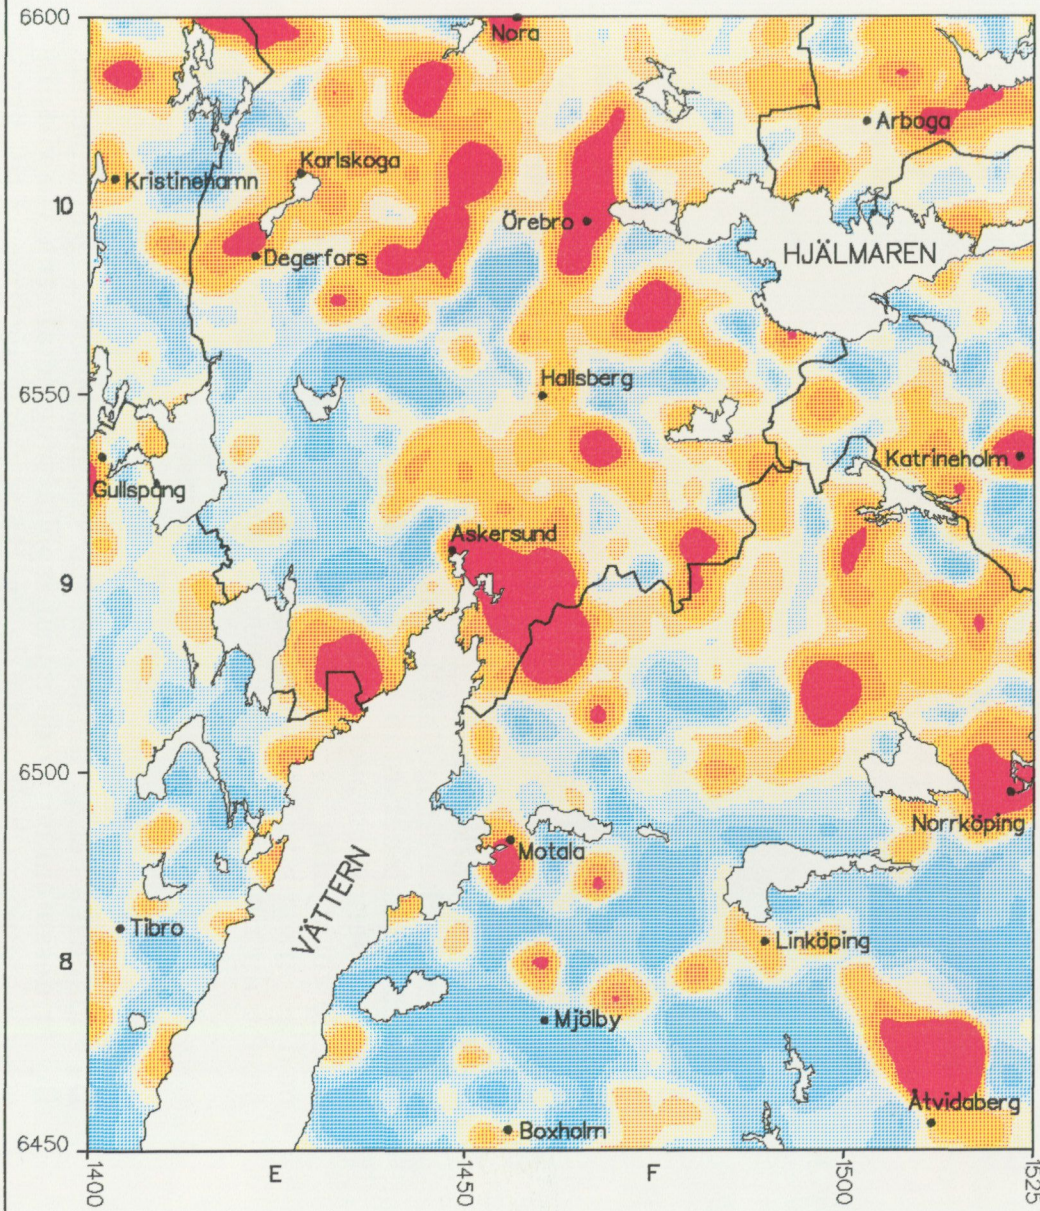 6600
Nora
Arboga
Karlskoga
Kristinehamn
10
Örebro
HJÄLMAREN
Degerfors
Hallsberg
6550
Katrineholm
Gullspång
Askersund
9
6500
Norrköping
Motala
VÄTTERN
Tibro
Linköping
8
Mjölby
Åtvidaberg
Boxholm
6450
1400
E
1450
F
1500
1525